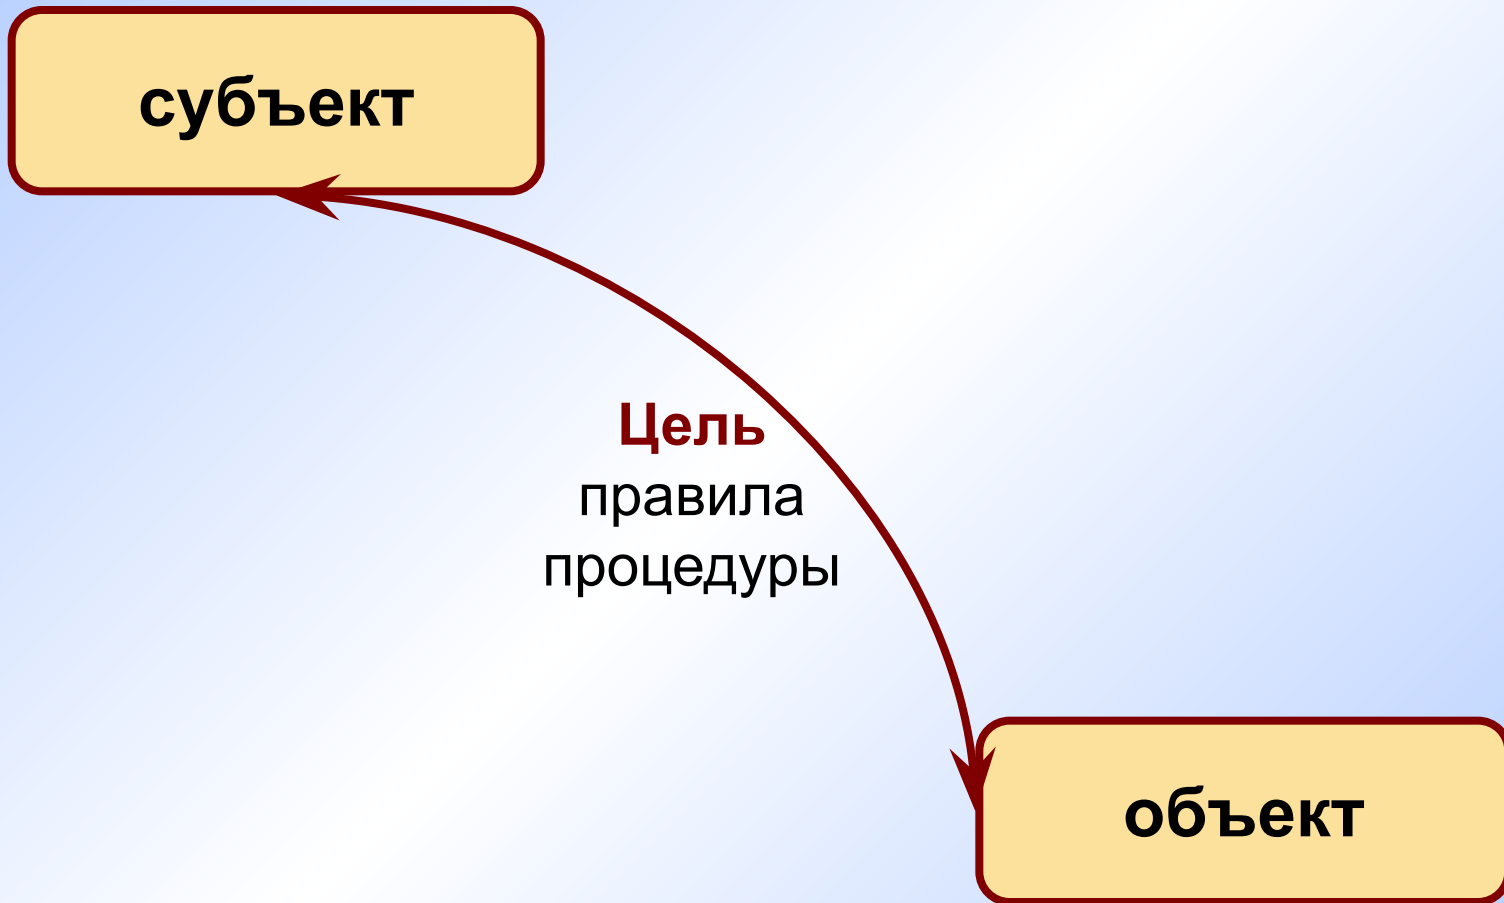 субъект
Цель
правила
процедуры
объект